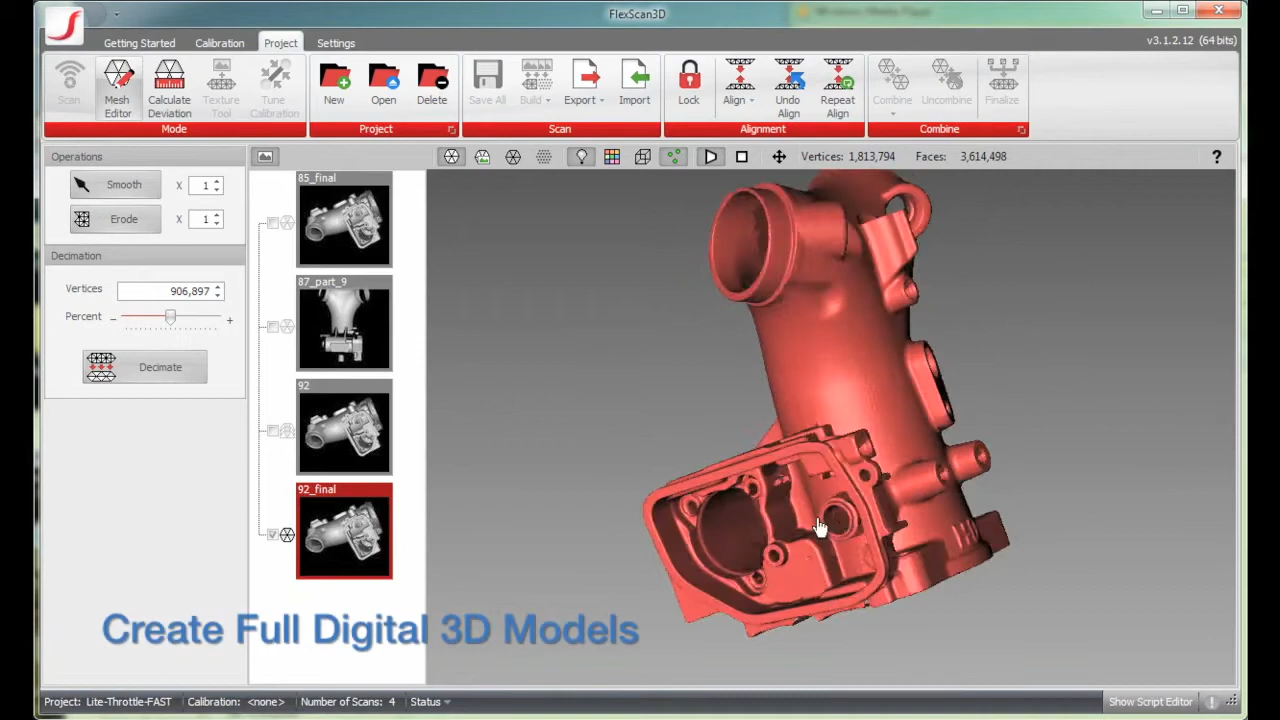 FlexScan3D
Getting Started Calibration Project Settings
v3.1.2.12 (64 bits)
Scan
Mesh Editor
Calculate Deviation
Texture Tool
Tune Calibration
Mode
New
Open
Delete
Project
Save All
Build
Export
Import
Scan
Lock
Align
Undo Align
Repeat Align
Alignment
Combine
Uncombine
Finalize
Combine
Operations
Smooth X 1
Erode X 1
Decimation
Vertices 906,897
Percent - +
Decimate
Vertices: 1,813,794 Faces: 3,614,498 ?
85_final
87_part_9
92
92_final
Create Full Digital 3D Models
Project: Lite-Throttle-FAST Calibration: <none> Number of Scans: 4 Status
Show Script Editor